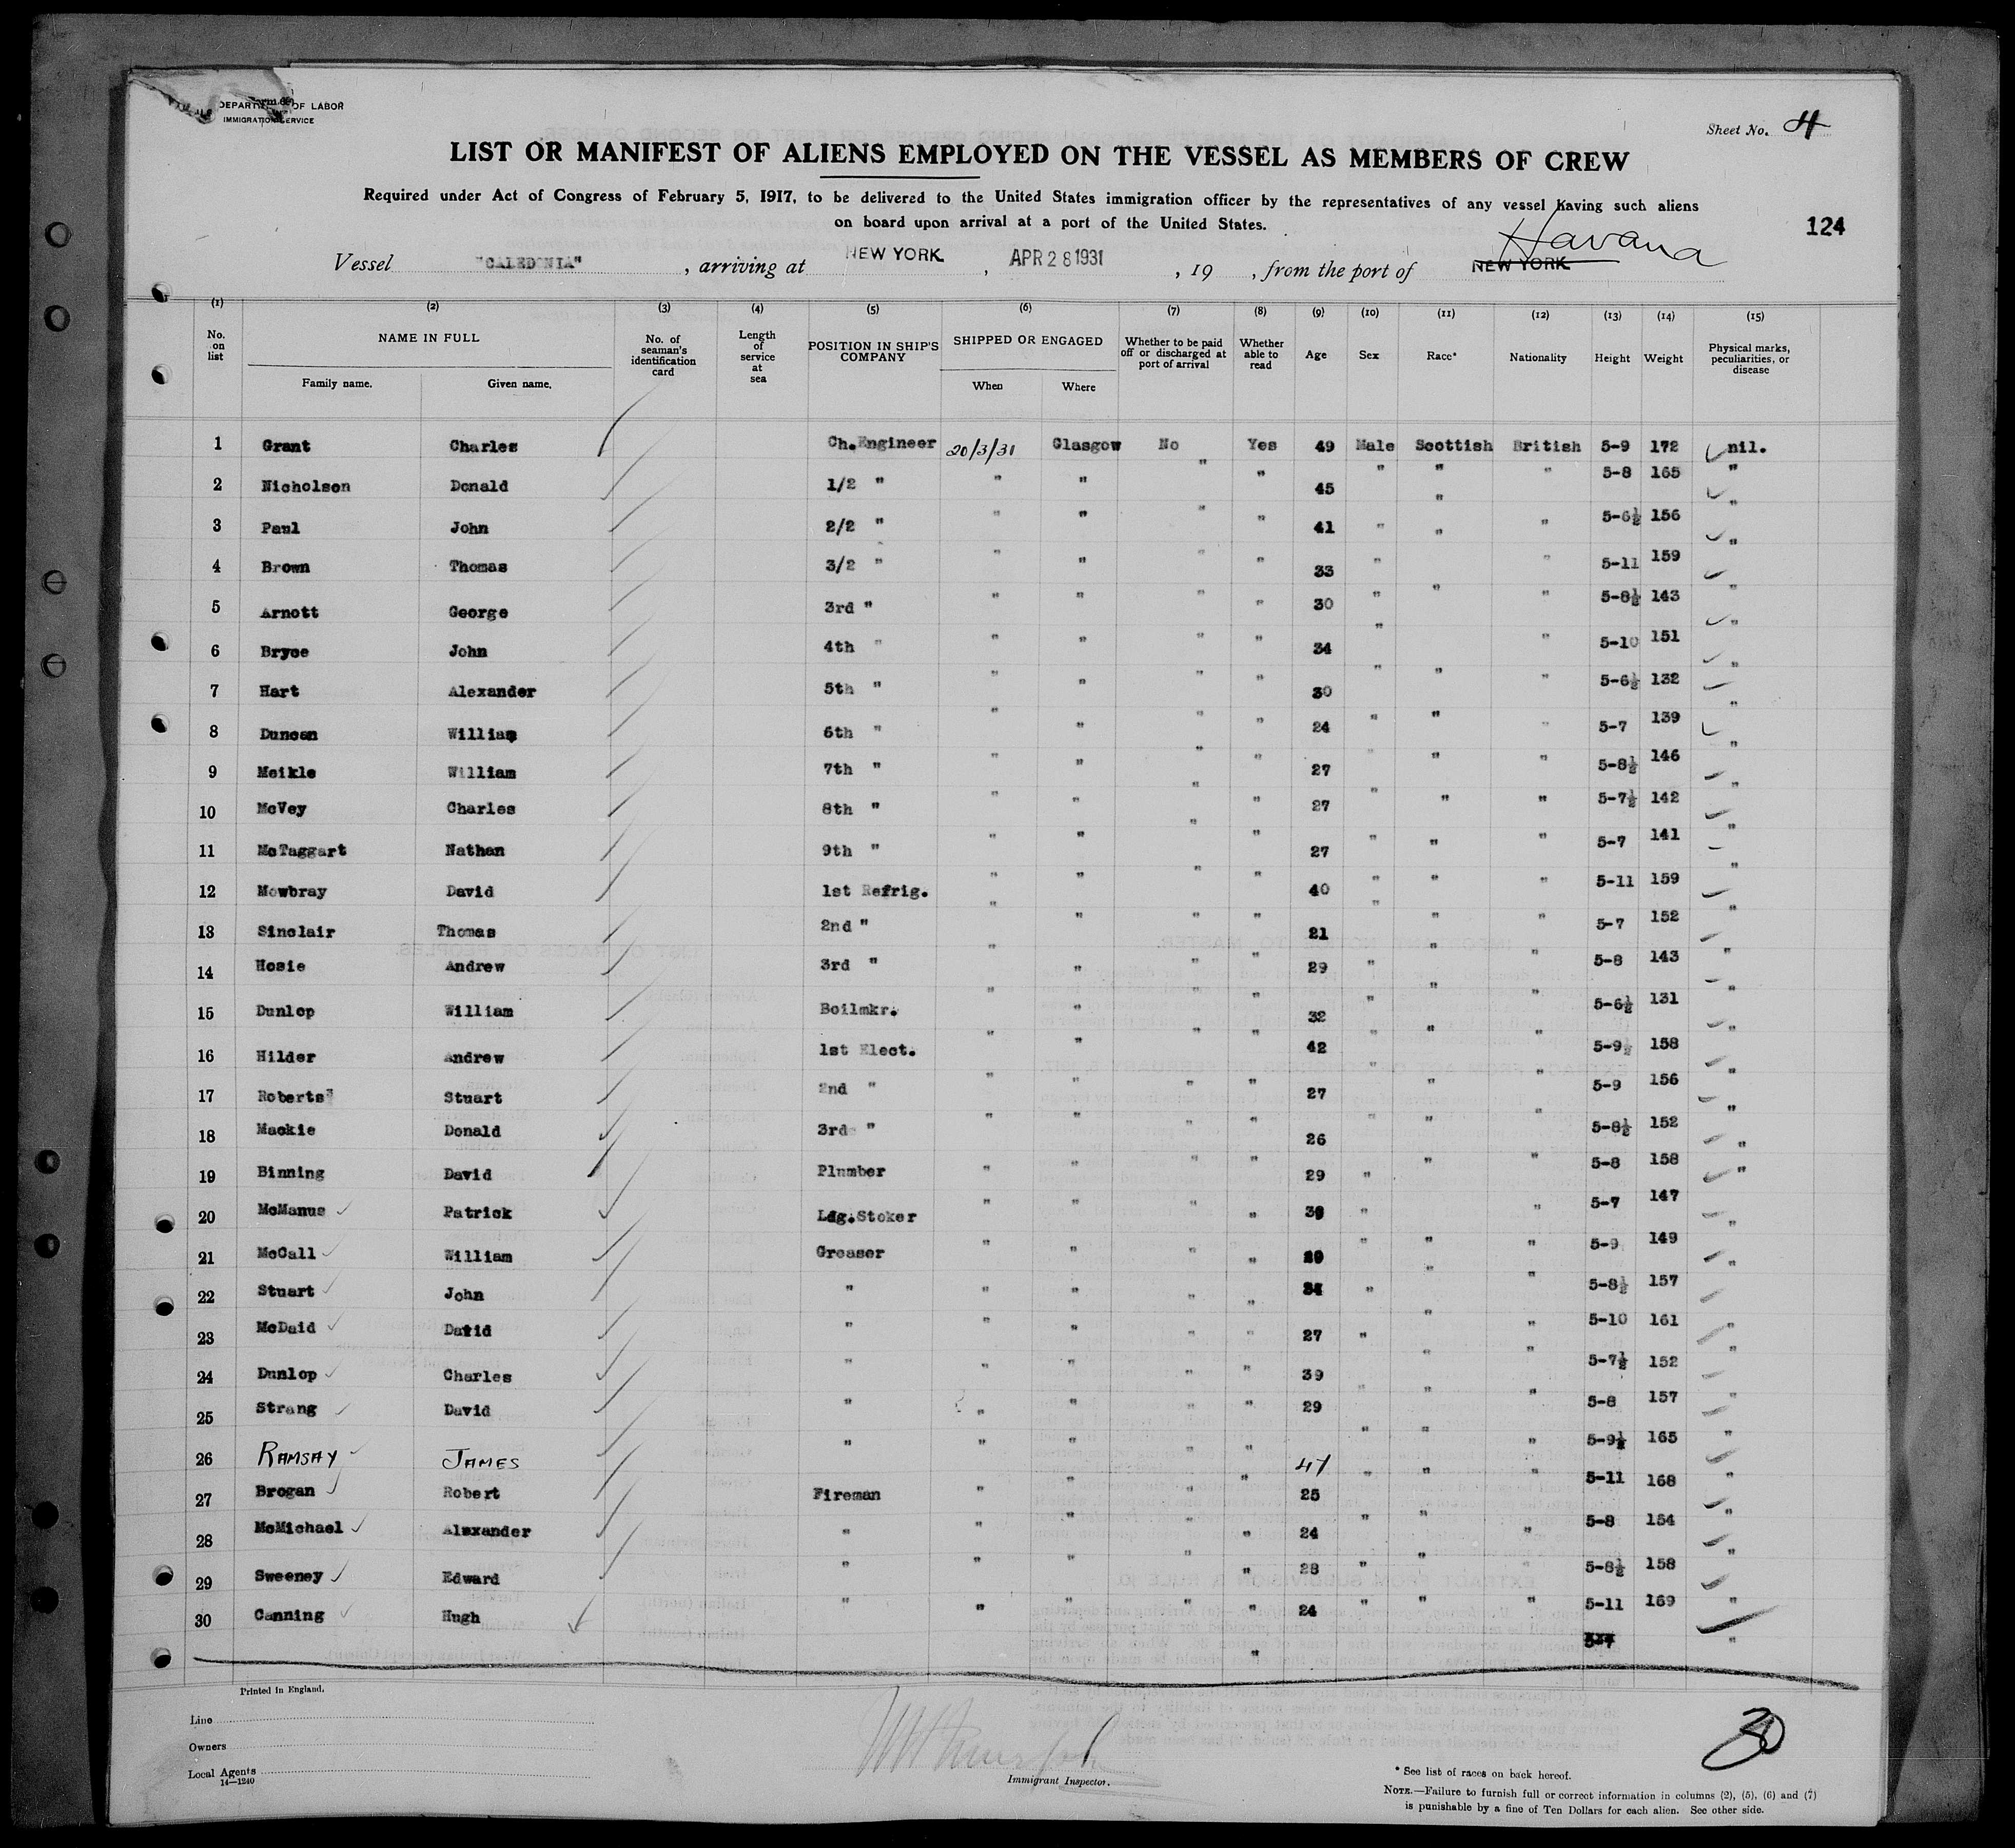 DEPARTMENT OF LABOR
IMMIGRATION SERVICE
Sheet No. 4
LIST OR MANIFEST OF ALIENS EMPLOYED ON THE VESSEL AS MEMBERS OF CREW
Required under Act of Congress of February 5, 1917, to be delivered to the United States immigration officer by the representatives of any vessel having such aliens
on board upon arrival at a port of the United States.
124
Vessel "CALEDONIA", arriving at NEW YORK, APR 28 1931, 19 , from the port of NEW YORK Havana
(1) (2) (3) (4) (5) (6) (7) (8) (9) (10) (11) (12) (13) (14) (15)
No. on list NAME IN FULL Family name. Given name. No. of seaman's identification card Length of service at sea POSITION IN SHIP'S COMPANY SHIPPED OR ENGAGED When Where Whether to be paid off or discharged at port of arrival Whether able to read Age Sex Race* Nationality Height Weight Physical marks, peculiarities, or disease
1 Grant Charles Ch.Engineer 20/3/31 Glasgow No Yes 49 Male Scottish British 5-9 172 nil.
2 Nicholson Donald 1/2 " " " " " 45 " " " 5-8 165 "
3 Paul John 2/2 " " " " " 41 " " " 5-6½ 156 "
4 Brown Thomas 3/2 " " " " " 33 " " " 5-11 159 "
5 Arnott George 3rd " " " " " 30 " " " 5-8½ 143 "
6 Bryce John 4th " " " " " 34 " " 5-10 151 "
7 Hart Alexander 5th " " " " " 30 " " " 5-6½ 132 "
8 Duncan William 6th " " " " " 24 " " " 5-7 139 "
9 Meikle William 7th " " " " " 27 " " " 5-8½ 146 "
10 McVey Charles 8th " " " " " 27 " " " 5-7½ 142 "
11 McTaggart Nathan 9th " " " " " 27 " " " 5-7 141 "
12 Mowbray David 1st Refrig. " " " " 40 " " " 5-11 159 "
13 Sinclair Thomas 2nd " " " " " 21 " " " 5-7 152 "
14 Hosie Andrew 3rd " " " " " 29 " " " 5-8 143 "
15 Dunlop William Boilmkr. " " " " 32 " " " 5-6½ 131 "
16 Hilder Andrew 1st Elect. " " " " 42 " " " 5-9½ 158 "
17 Roberts Stuart 2nd " " " " " 27 " " " 5-9 156 "
18 Mackie Donald 3rd " " " " " 26 " " " 5-8½ 152 "
19 Binning David Plumber " " " " 29 " " " 5-8 158 "
20 McManus Patrick Ldg.Stoker " " " " " " 5-7 147 "
21 McCall William Greaser " " " " " " " 5-9 149 "
22 Stuart John " " " " " " " " 5-8½ 157 "
23 McDaid David " " " " " 27 " " " 5-10 161 "
24 Dunlop Charles " " " " " 39 " " 5-7½ 152 "
25 Strang David " " " " " 29 " " " 5-8 157 "
26 RAMSAY JAMES " " " " " 47 " " " 5-9½ 165 "
27 Brogan Robert Fireman " " " " 25 " " " 5-11 168 "
28 McMichael Alexander " " " " " 24 " " " 5-8 154 "
29 Sweeney Edward " " " " " 28 " " " 5-8½ 158 "
30 Canning Hugh " " " " " 24 " " " 5-11 169 "
" "
Printed in England.
Line
Owners
Local Agents
14—1240
Immigrant Inspector.
30
* See list of races on back hereof.
NOTE.—Failure to furnish full or correct information in columns (2), (5), (6) and (7)
is punishable by a fine of Ten Dollars for each alien. See other side.